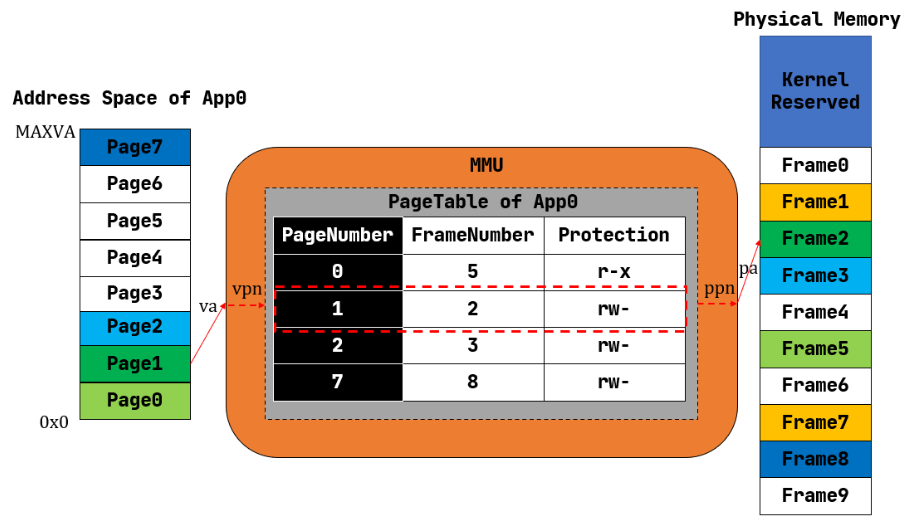 Physical Memory
Kernel
Reserved
Address Space of App0
MAXVA
Page7
Page6
Page5
Page4
Page3
Page2
Page1
Page0
0x0
va
vpn
MMU
PageTable of App0
PageNumber FrameNumber Protection
0 5 r-x
1 2 rw-
2 3 rw-
7 8 rw-
ppn
pa
Frame0
Frame1
Frame2
Frame3
Frame4
Frame5
Frame6
Frame7
Frame8
Frame9